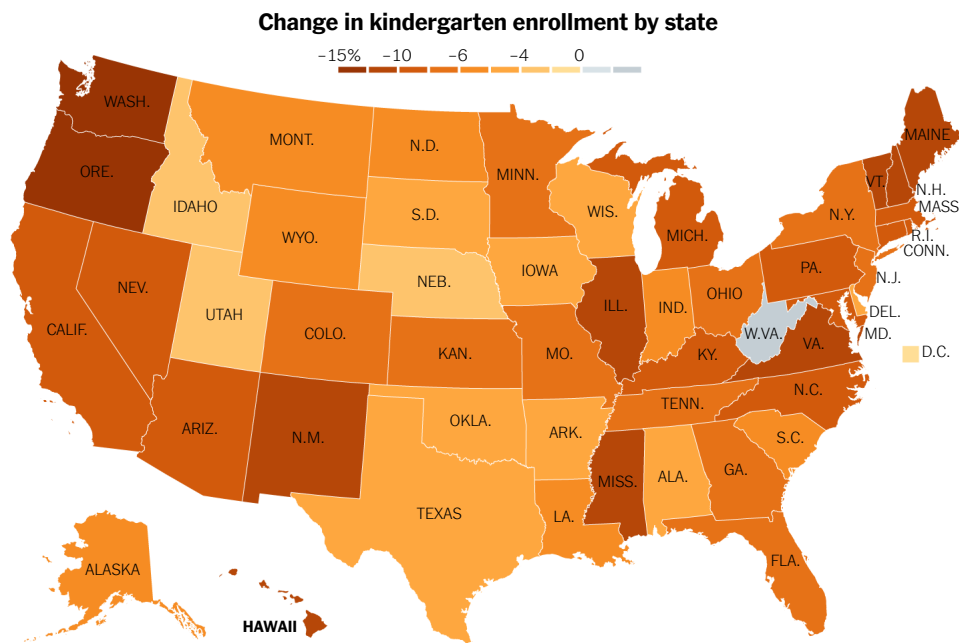 Change in kindergarten enrollment by state
–15% –10 –6 –4 0
WASH.
MAINE
MONT.
N.D.
ORE.
MINN.
VT.
N.H.
IDAHO
S.D.
WIS.
MASS
N.Y.
WYO.
MICH.
R.I.
CONN.
PA.
IOWA
NEB.
N.J.
NEV.
OHIO
ILL.
IND.
UTAH
DEL.
CALIF.
COLO.
W.VA.
MD.
VA.
D.C.
KAN.
MO.
KY.
N.C.
TENN.
OKLA.
ARIZ.
N.M.
ARK.
S.C.
GA.
ALA.
MISS.
TEXAS
LA.
FLA.
ALASKA
HAWAII